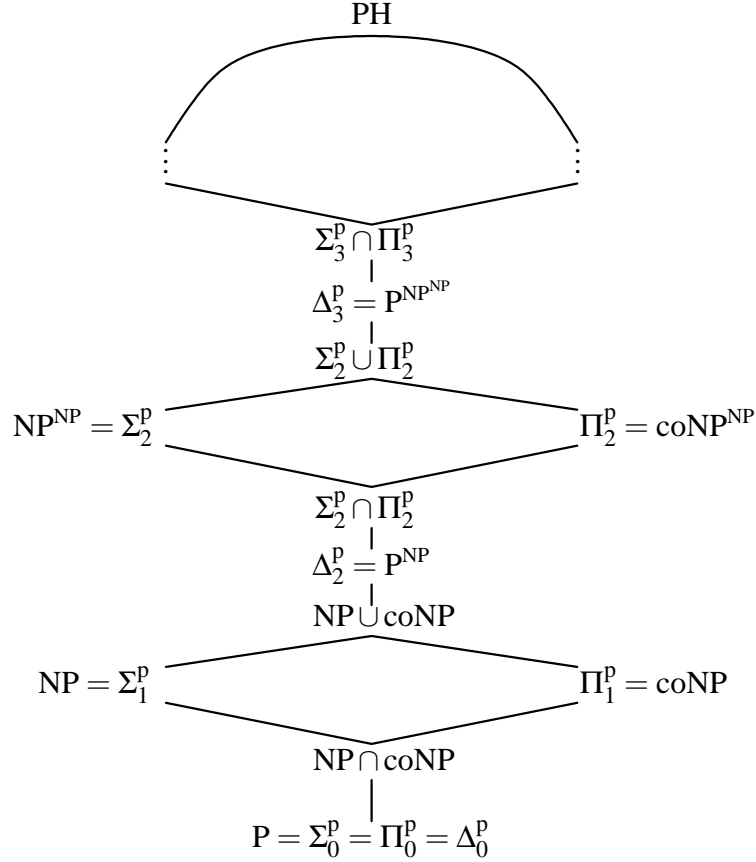 PH
Σ₃ᵖ ∩ Π₃ᵖ
Δ₃ᵖ = P^NP^NP
Σ₂ᵖ ∪ Π₂ᵖ
NP^NP = Σ₂ᵖ
Π₂ᵖ = coNP^NP
Σ₂ᵖ ∩ Π₂ᵖ
Δ₂ᵖ = P^NP
NP ∪ coNP
NP = Σ₁ᵖ
Π₁ᵖ = coNP
NP ∩ coNP
P = Σ₀ᵖ = Π₀ᵖ = Δ₀ᵖ